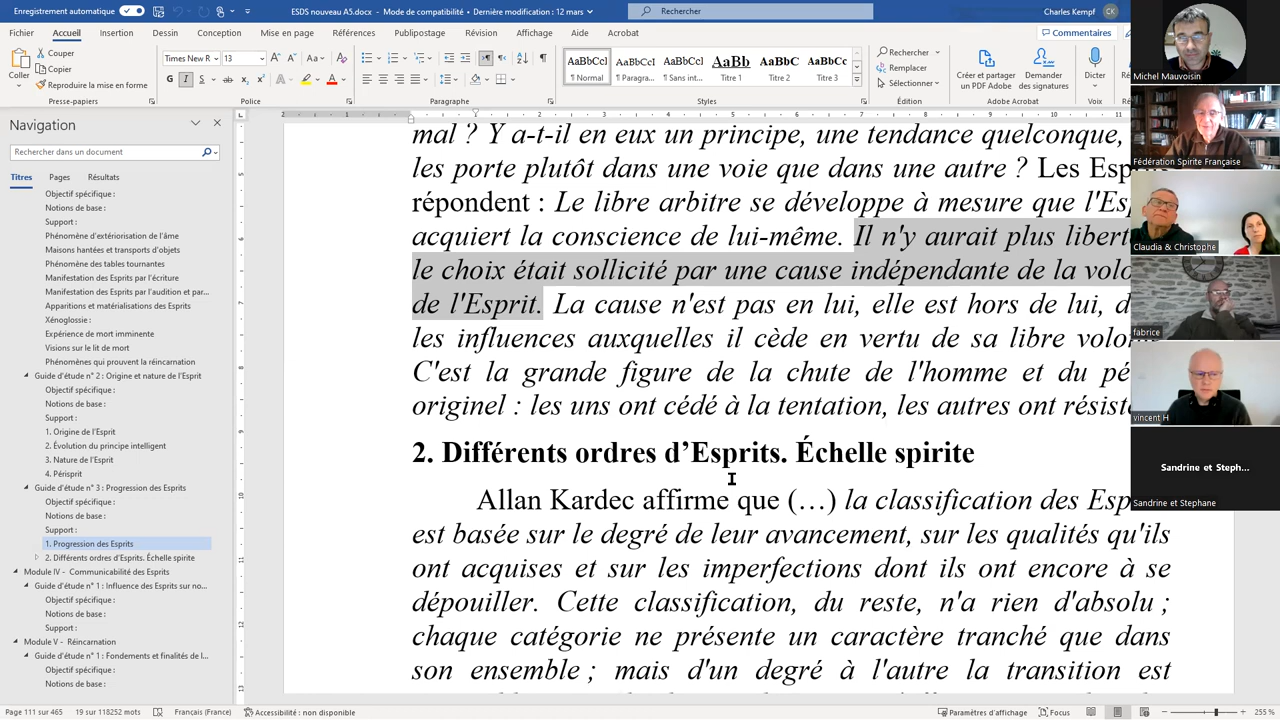 Enregistrement automatique
ESDS nouveau A5.docx - Mode de compatibilité • Dernière modification : 12 mars
Rechercher
Charles Kempf
CK
Fichier Accueil Insertion Dessin Conception Mise en page Références Publipostage Révision Affichage Aide Acrobat
Commentaires
Coller
Couper
Copier
Reproduire la mise en forme
Presse-papiers
Times New R
13
Police
Paragraphe
AaBbCcI AaBbCcI AaBbCcI AaBb AaBbC AaBbCc
¶ Normal ¶ Paragra... ¶ Sans int... Titre 1 Titre 2 Titre 3
Styles
Rechercher
Remplacer
Sélectionner
Édition
Créer et partager un PDF Adobe
Demander des signatures
Adobe Acrobat
Dicter
Voix
Navigation
Rechercher dans un document
Titres Pages Résultats
Objectif spécifique :
Notions de base :
Support :
Phénomène d'extériorisation de l'âme
Maisons hantées et transports d'objets
Phénomène des tables tournantes
Manifestation des Esprits par l'écriture
Manifestation des Esprits par l'audition et par...
Apparitions et matérialisations des Esprits
Xénoglossie :
Expérience de mort imminente
Visions sur le lit de mort
Phénomènes qui prouvent la réincarnation
Guide d'étude n° 2 : Origine et nature de l'Esprit
Objectif spécifique :
Notions de base :
Support :
1. Origine de l'Esprit
2. Évolution du principe intelligent
3. Nature de l'Esprit
4. Périsprit
Guide d'étude n° 3 : Progression des Esprits
Objectif spécifique :
Notions de base :
Support :
1. Progression des Esprits
2. Différents ordres d'Esprits. Échelle spirite
Module IV - Communicabilité des Esprits
Guide d'étude n° 1 : Influence des Esprits sur no...
Objectif spécifique :
Notions de base :
Support :
Module V - Réincarnation
Guide d'étude n° 1 : Fondements et finalités de l...
Objectif spécifique :
Notions de base :
mal ? Y a-t-il en eux un principe, une tendance quelconque,
les porte plutôt dans une voie que dans une autre ? Les Esp
répondent : Le libre arbitre se développe à mesure que l'Es
acquiert la conscience de lui-même. Il n'y aurait plus libert
le choix était sollicité par une cause indépendante de la volo
de l'Esprit. La cause n'est pas en lui, elle est hors de lui, d
les influences auxquelles il cède en vertu de sa libre volo
C'est la grande figure de la chute de l'homme et du pé
originel : les uns ont cédé à la tentation, les autres ont résist
2. Différents ordres d’Esprits. Échelle spirite
Allan Kardec affirme que (…) la classification des Esp
est basée sur le degré de leur avancement, sur les qualités qu'ils
ont acquises et sur les imperfections dont ils ont encore à se
dépouiller. Cette classification, du reste, n'a rien d'absolu ;
chaque catégorie ne présente un caractère tranché que dans
son ensemble ; mais d'un degré à l'autre la transition est
Michel Mauvoisin
Fédération Spirite Française
Claudia & Christophe
fabrice
vincent H
Sandrine et Steph...
Sandrine et Stephane
Page 111 sur 465
19 sur 118252 mots
Français (France)
Accessibilité : non disponible
Paramètres d'affichage
Focus
255 %